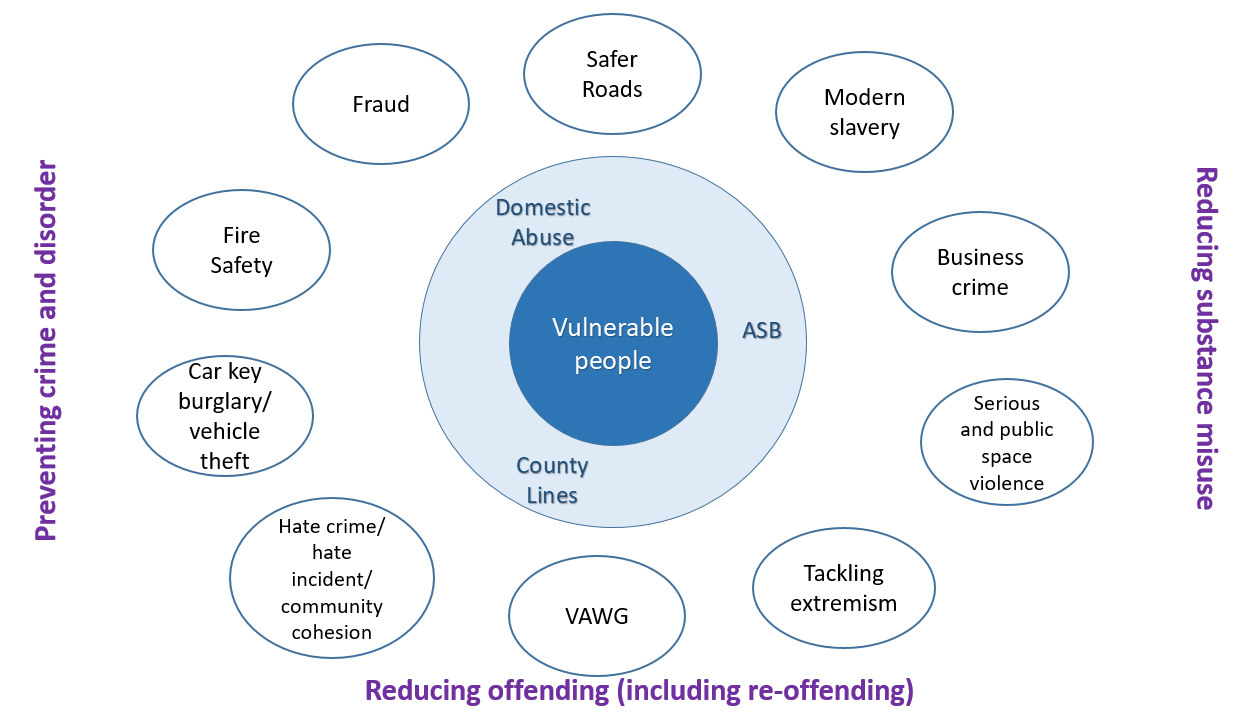 Safer
Roads
Fraud
Modern
slavery
Preventing crime and disorder
Reducing substance misuse
Domestic
Abuse
Fire
Safety
Business
crime
Vulnerable
people
ASB
Car key
burglary/
vehicle
theft
Serious
and public
space
violence
County
Lines
Hate crime/
hate
incident/
community
cohesion
VAWG
Tackling
extremism
Reducing offending (including re-offending)